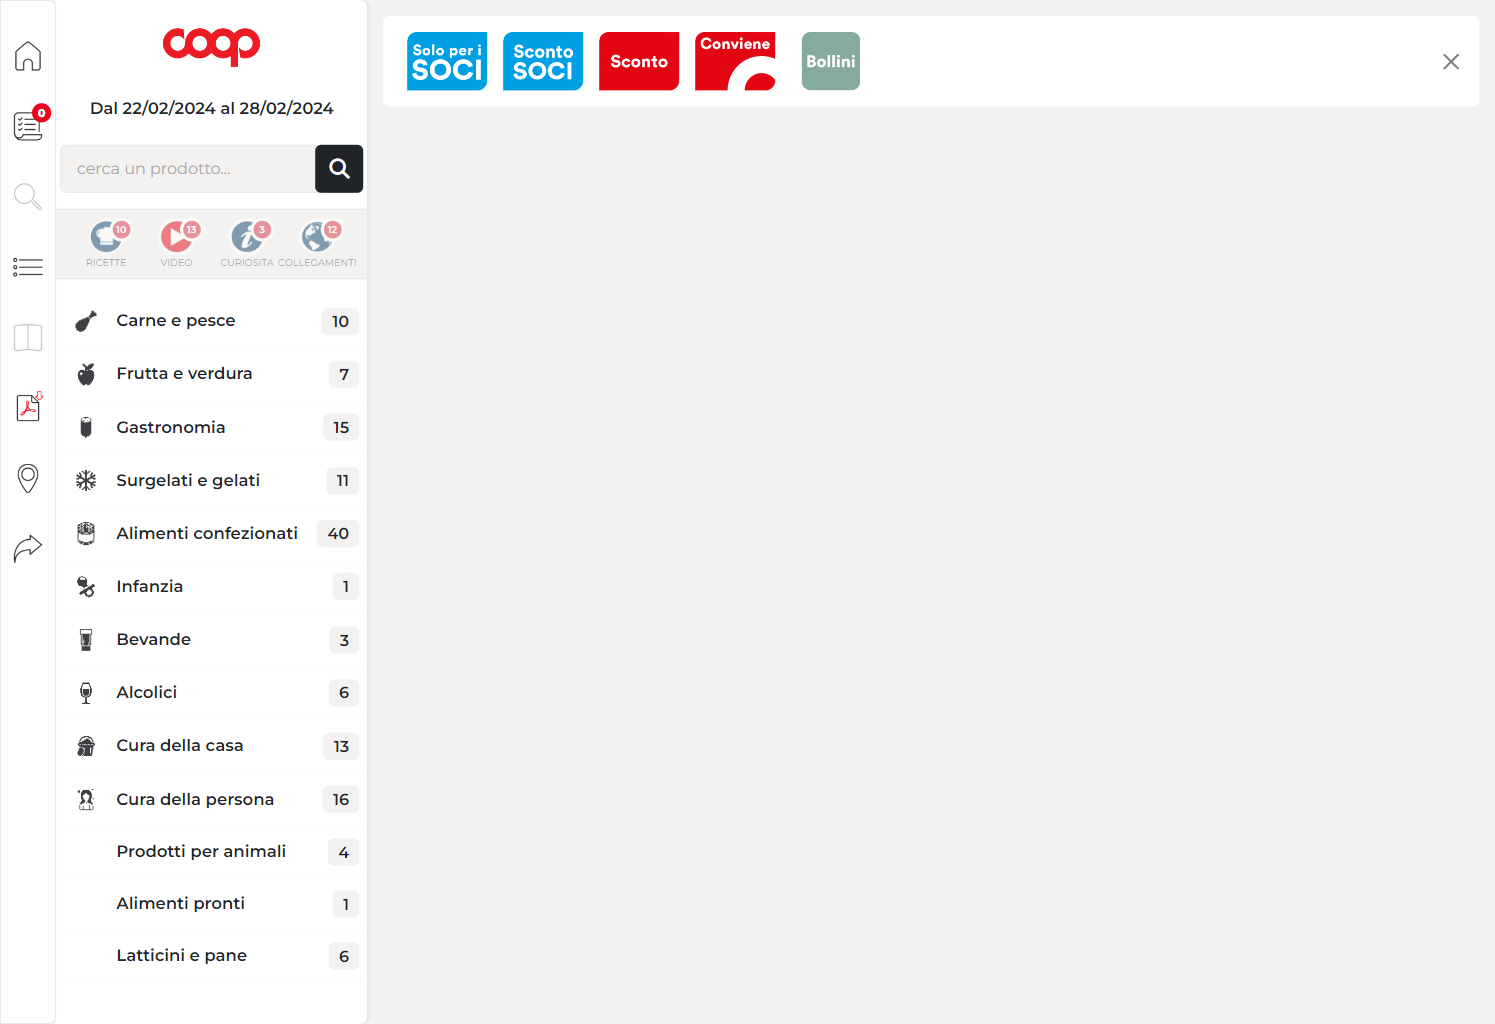 coop
Dal 22/02/2024 al 28/02/2024
0
cerca un prodotto...
10
RICETTE
13
VIDEO
3
CURIOSITA
12
COLLEGAMENTI
Carne e pesce 10
Frutta e verdura 7
Gastronomia 15
Surgelati e gelati 11
Alimenti confezionati 40
Infanzia 1
Bevande 3
Alcolici 6
Cura della casa 13
Cura della persona 16
Prodotti per animali 4
Alimenti pronti 1
Latticini e pane 6
Solo per i
SOCI
Sconto
SOCI
Sconto
Conviene
Bollini